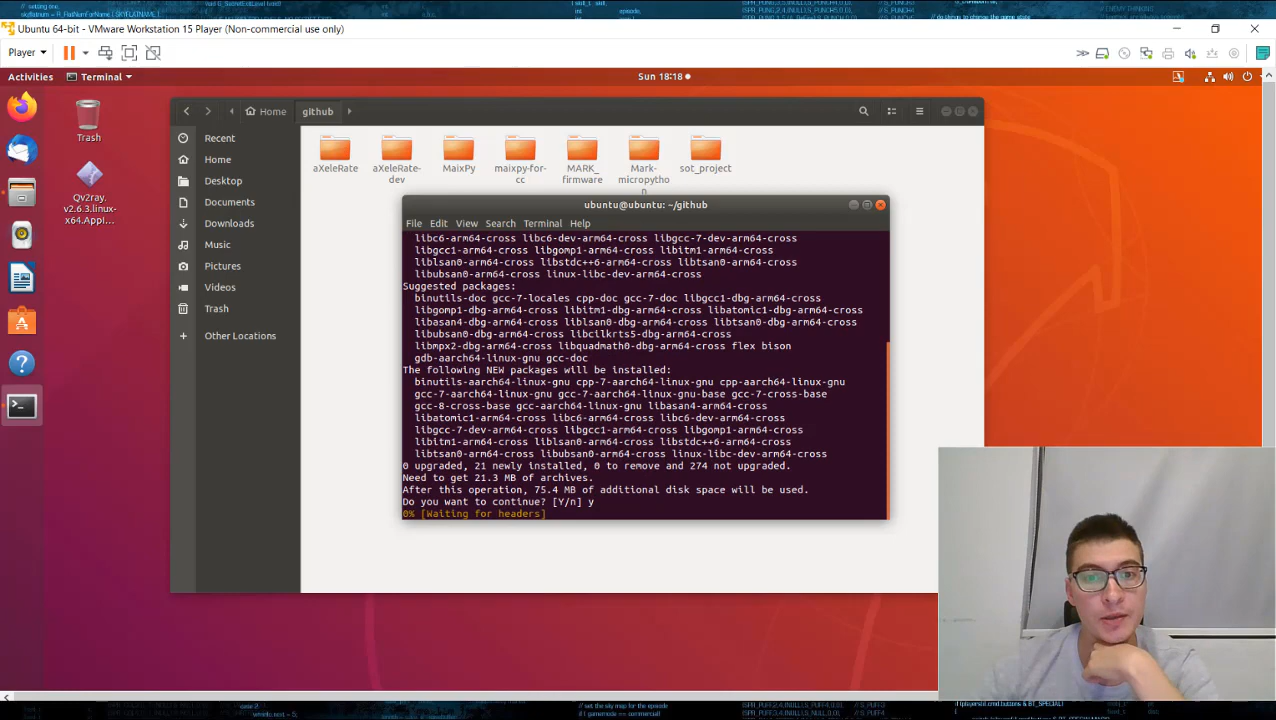 Ubuntu 64-bit - VMware Workstation 15 Player (Non-commercial use only)
Player
Activities
Terminal
Sun 18:18
Home
github
Trash
Qv2ray.
v2.6.3.linux-
x64.AppI...
Recent
Home
Desktop
Documents
Downloads
Music
Pictures
Videos
Trash
Other Locations
aXeleRate
aXeleRate-
dev
MaixPy
maixpy-for-
cc
MARK_
firmware
Mark-
micropytho
n
sot_project
ubuntu@ubuntu: ~/github
File Edit View Search Terminal Help
libc6-arm64-cross libc6-dev-arm64-cross libgcc-7-dev-arm64-cross
libgcc1-arm64-cross libgomp1-arm64-cross libitm1-arm64-cross
liblsan0-arm64-cross libstdc++6-arm64-cross libtsan0-arm64-cross
libubsan0-arm64-cross linux-libc-dev-arm64-cross
Suggested packages:
binutils-doc gcc-7-locales cpp-doc gcc-7-doc libgcc1-dbg-arm64-cross
libgomp1-dbg-arm64-cross libitm1-dbg-arm64-cross libatomic1-dbg-arm64-cross
libasan4-dbg-arm64-cross liblsan0-dbg-arm64-cross libtsan0-dbg-arm64-cross
libubsan0-dbg-arm64-cross libcilkrts5-dbg-arm64-cross
libmpx2-dbg-arm64-cross libquadmath0-dbg-arm64-cross flex bison
gdb-aarch64-linux-gnu gcc-doc
The following NEW packages will be installed:
binutils-aarch64-linux-gnu cpp-7-aarch64-linux-gnu cpp-aarch64-linux-gnu
gcc-7-aarch64-linux-gnu gcc-7-aarch64-linux-gnu-base gcc-7-cross-base
gcc-8-cross-base gcc-aarch64-linux-gnu libasan4-arm64-cross
libatomic1-arm64-cross libc6-arm64-cross libc6-dev-arm64-cross
libgcc-7-dev-arm64-cross libgcc1-arm64-cross libgomp1-arm64-cross
libitm1-arm64-cross liblsan0-arm64-cross libstdc++6-arm64-cross
libtsan0-arm64-cross libubsan0-arm64-cross linux-libc-dev-arm64-cross
0 upgraded, 21 newly installed, 0 to remove and 274 not upgraded.
Need to get 21.3 MB of archives.
After this operation, 75.4 MB of additional disk space will be used.
Do you want to continue? [Y/n] y
0% [Waiting for headers]